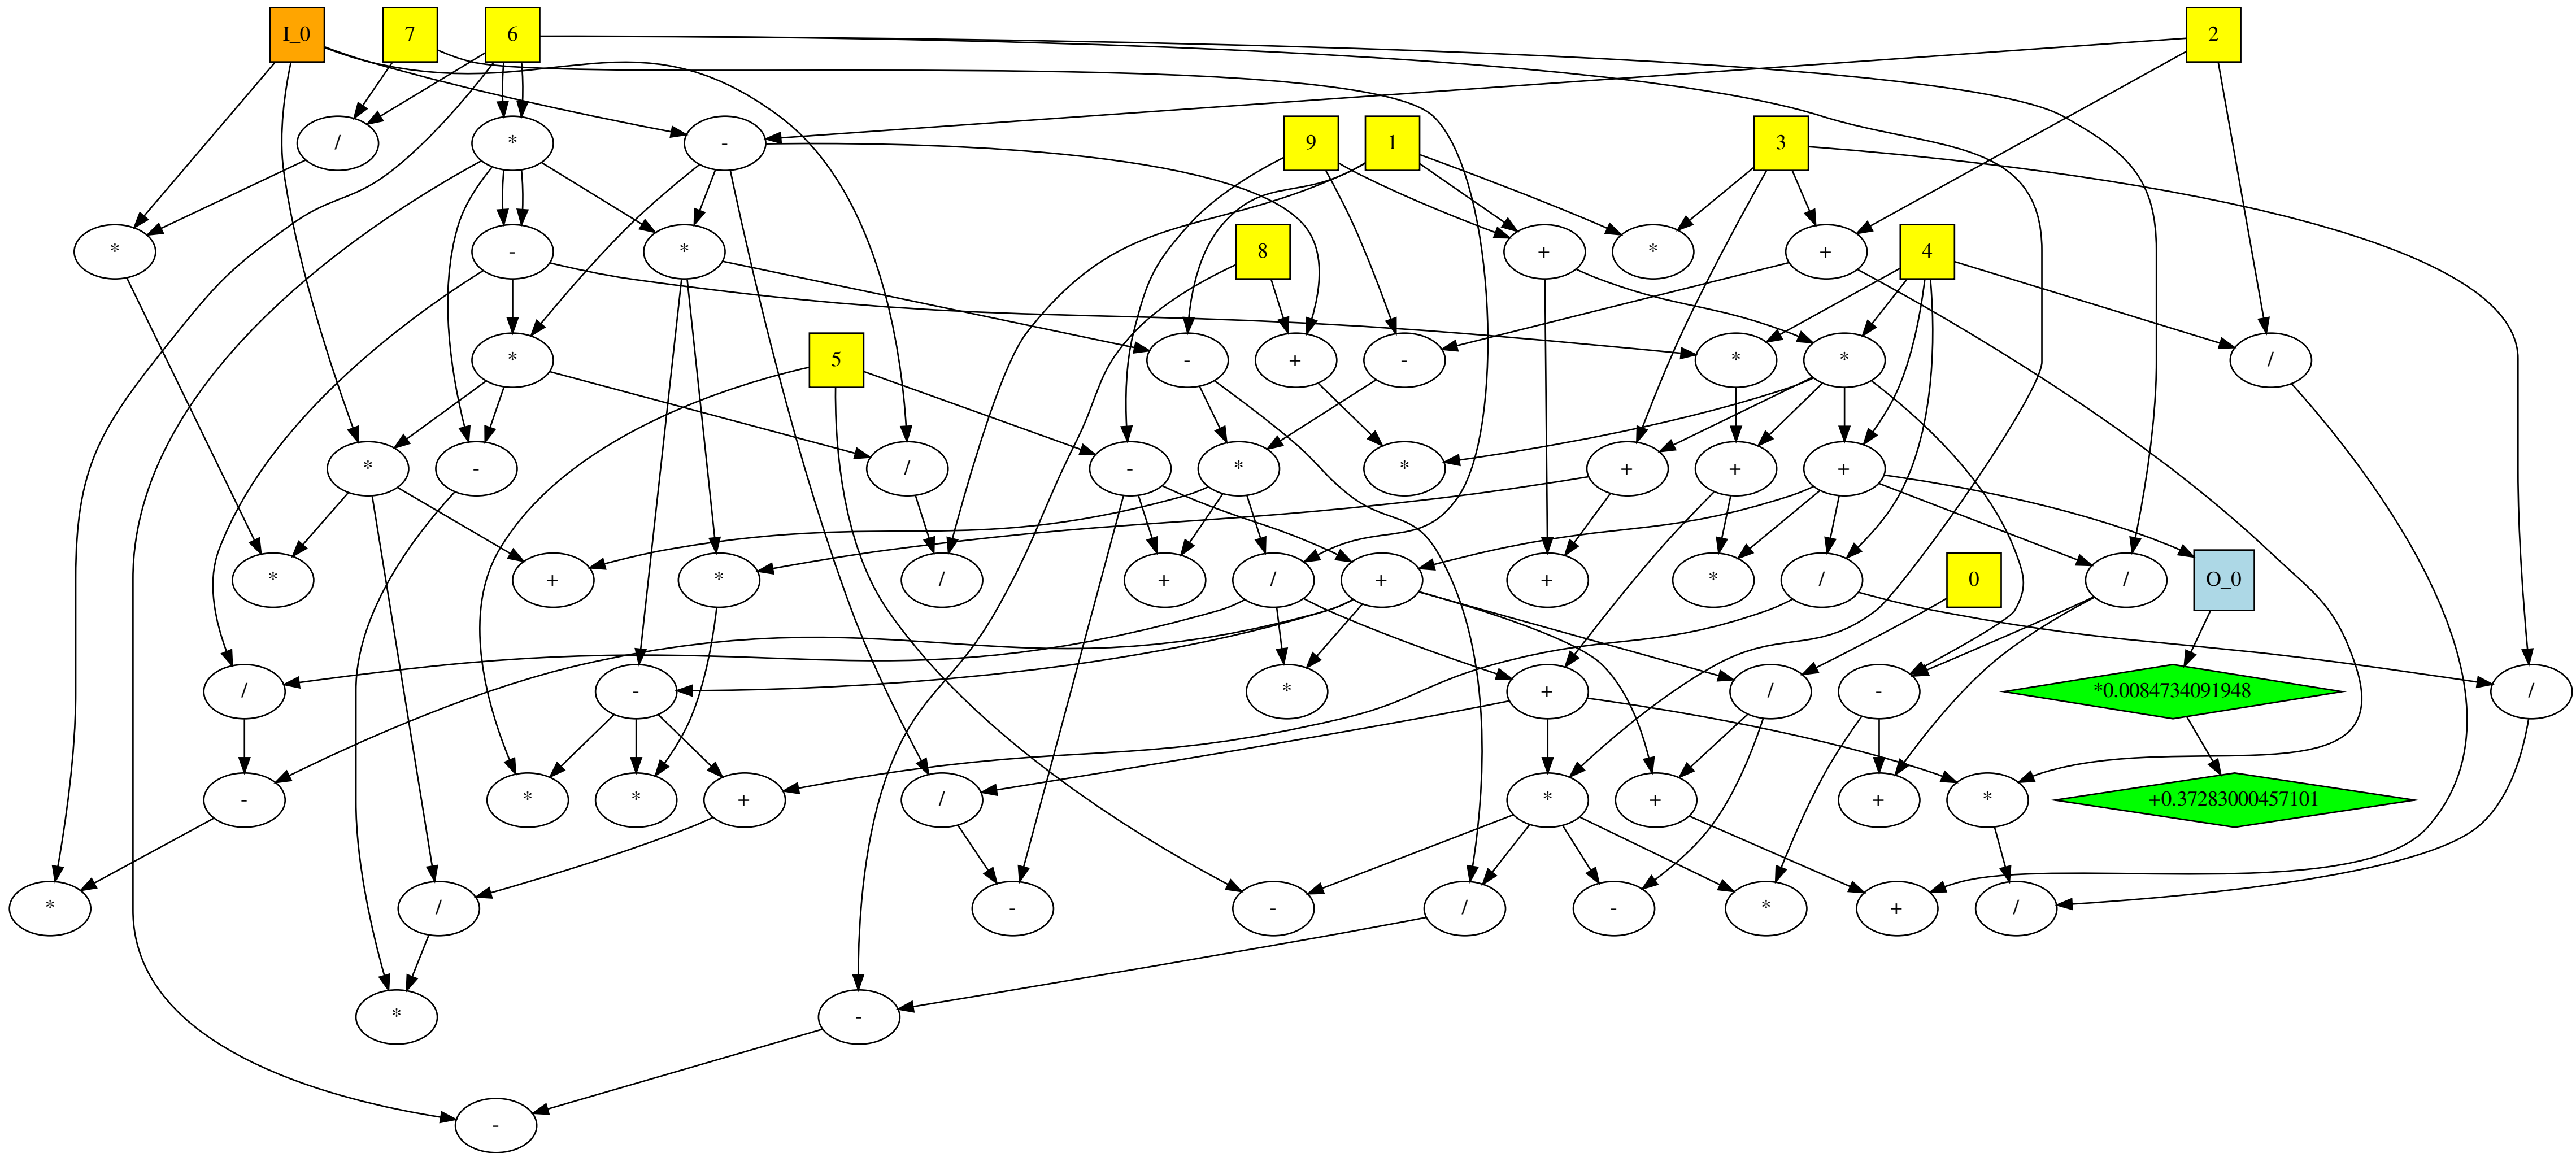 I_0 7 6 2
/ * - 9 1 3
* - * 8 + * + 4
* 5 - + - * * /
* - / - * * + + +
* + * / + / + + * / 0 / O_0
/ - * + / - *0.0084734091948 /
- * * + / * + + * +0.37283000457101
* / - - / - * + /
* -
-